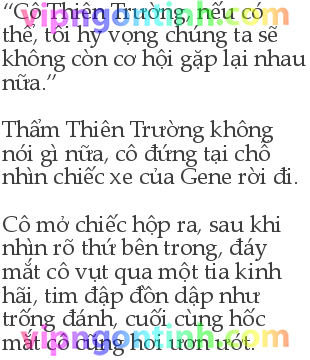 vipngontinh.com
“Cô Thiên Trường, nếu có
thể, tôi hy vọng chúng ta sẽ
không còn cơ hội gặp lại nhau
nữa.”
Thẩm Thiên Trường không
nói gì nữa, cô đứng tại chỗ
nhìn chiếc xe của Gene rời đi.
Cô mở chiếc hộp ra, sau khi
nhìn rõ thứ bên trong, đáy
mắt cô vụt qua một tia kinh
hãi, tim đập dồn dập như
trống đánh, cuối cùng hốc
mắt cô cũng hơi ươn ướt.
vipngontinh.com